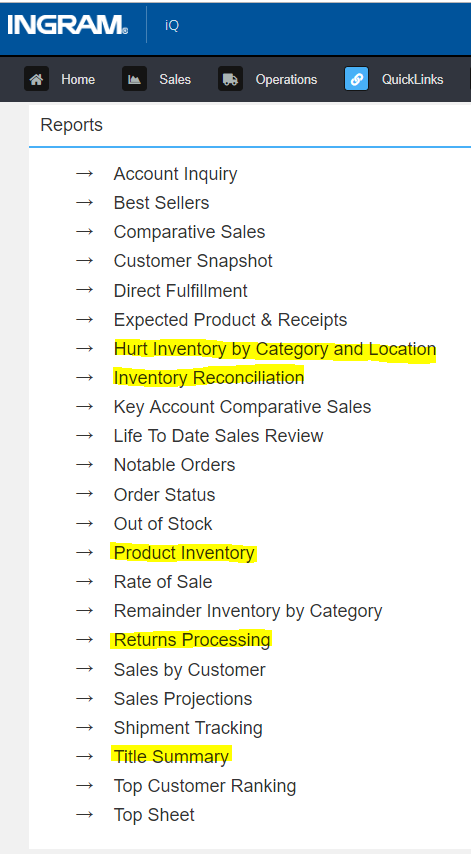 INGRAM® iQ
Home Sales Operations QuickLinks
Reports
→ Account Inquiry
→ Best Sellers
→ Comparative Sales
→ Customer Snapshot
→ Direct Fulfillment
→ Expected Product & Receipts
→ Hurt Inventory by Category and Location
→ Inventory Reconciliation
→ Key Account Comparative Sales
→ Life To Date Sales Review
→ Notable Orders
→ Order Status
→ Out of Stock
→ Product Inventory
→ Rate of Sale
→ Remainder Inventory by Category
→ Returns Processing
→ Sales by Customer
→ Sales Projections
→ Shipment Tracking
→ Title Summary
→ Top Customer Ranking
→ Top Sheet